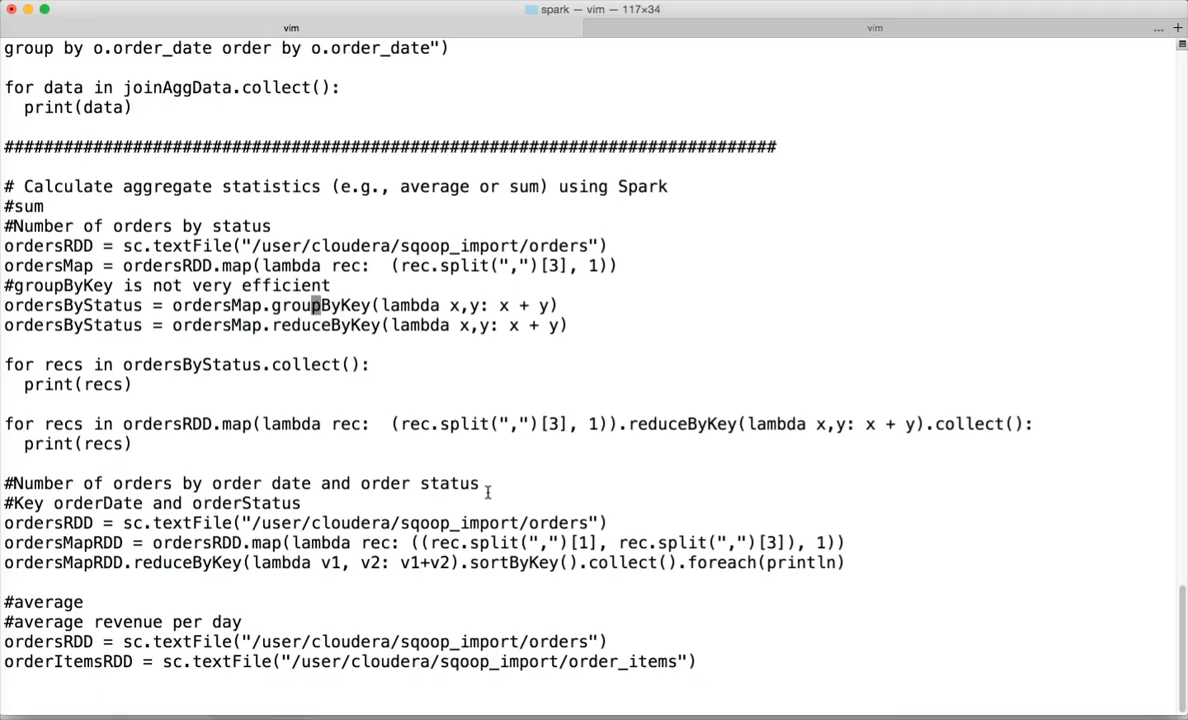 spark — vim — 117×34
vim
vim
... +
group by o.order_date order by o.order_date")
for data in joinAggData.collect():
  print(data)
##############################################################################
# Calculate aggregate statistics (e.g., average or sum) using Spark
#sum
#Number of orders by status
ordersRDD = sc.textFile("/user/cloudera/sqoop_import/orders")
ordersMap = ordersRDD.map(lambda rec:  (rec.split(",")[3], 1))
#groupByKey is not very efficient
ordersByStatus = ordersMap.groupByKey(lambda x,y: x + y)
ordersByStatus = ordersMap.reduceByKey(lambda x,y: x + y)
for recs in ordersByStatus.collect():
  print(recs)
for recs in ordersRDD.map(lambda rec:  (rec.split(",")[3], 1)).reduceByKey(lambda x,y: x + y).collect():
  print(recs)
#Number of orders by order date and order status
#Key orderDate and orderStatus
ordersRDD = sc.textFile("/user/cloudera/sqoop_import/orders")
ordersMapRDD = ordersRDD.map(lambda rec: ((rec.split(",")[1], rec.split(",")[3]), 1))
ordersMapRDD.reduceByKey(lambda v1, v2: v1+v2).sortByKey().collect().foreach(println)
#average
#average revenue per day
ordersRDD = sc.textFile("/user/cloudera/sqoop_import/orders")
orderItemsRDD = sc.textFile("/user/cloudera/sqoop_import/order_items")